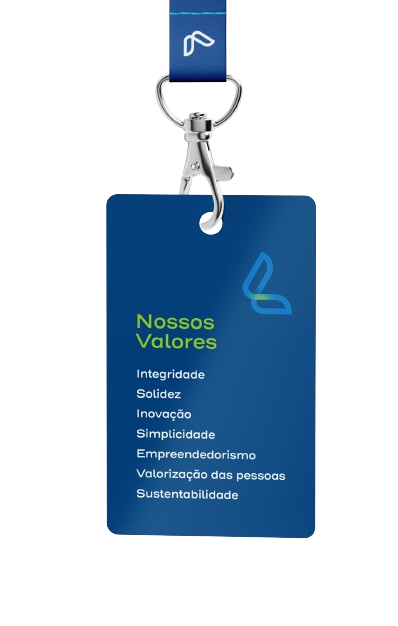 Nossos
Valores
Integridade
Solidez
Inovação
Simplicidade
Empreendedorismo
Valorização das pessoas
Sustentabilidade